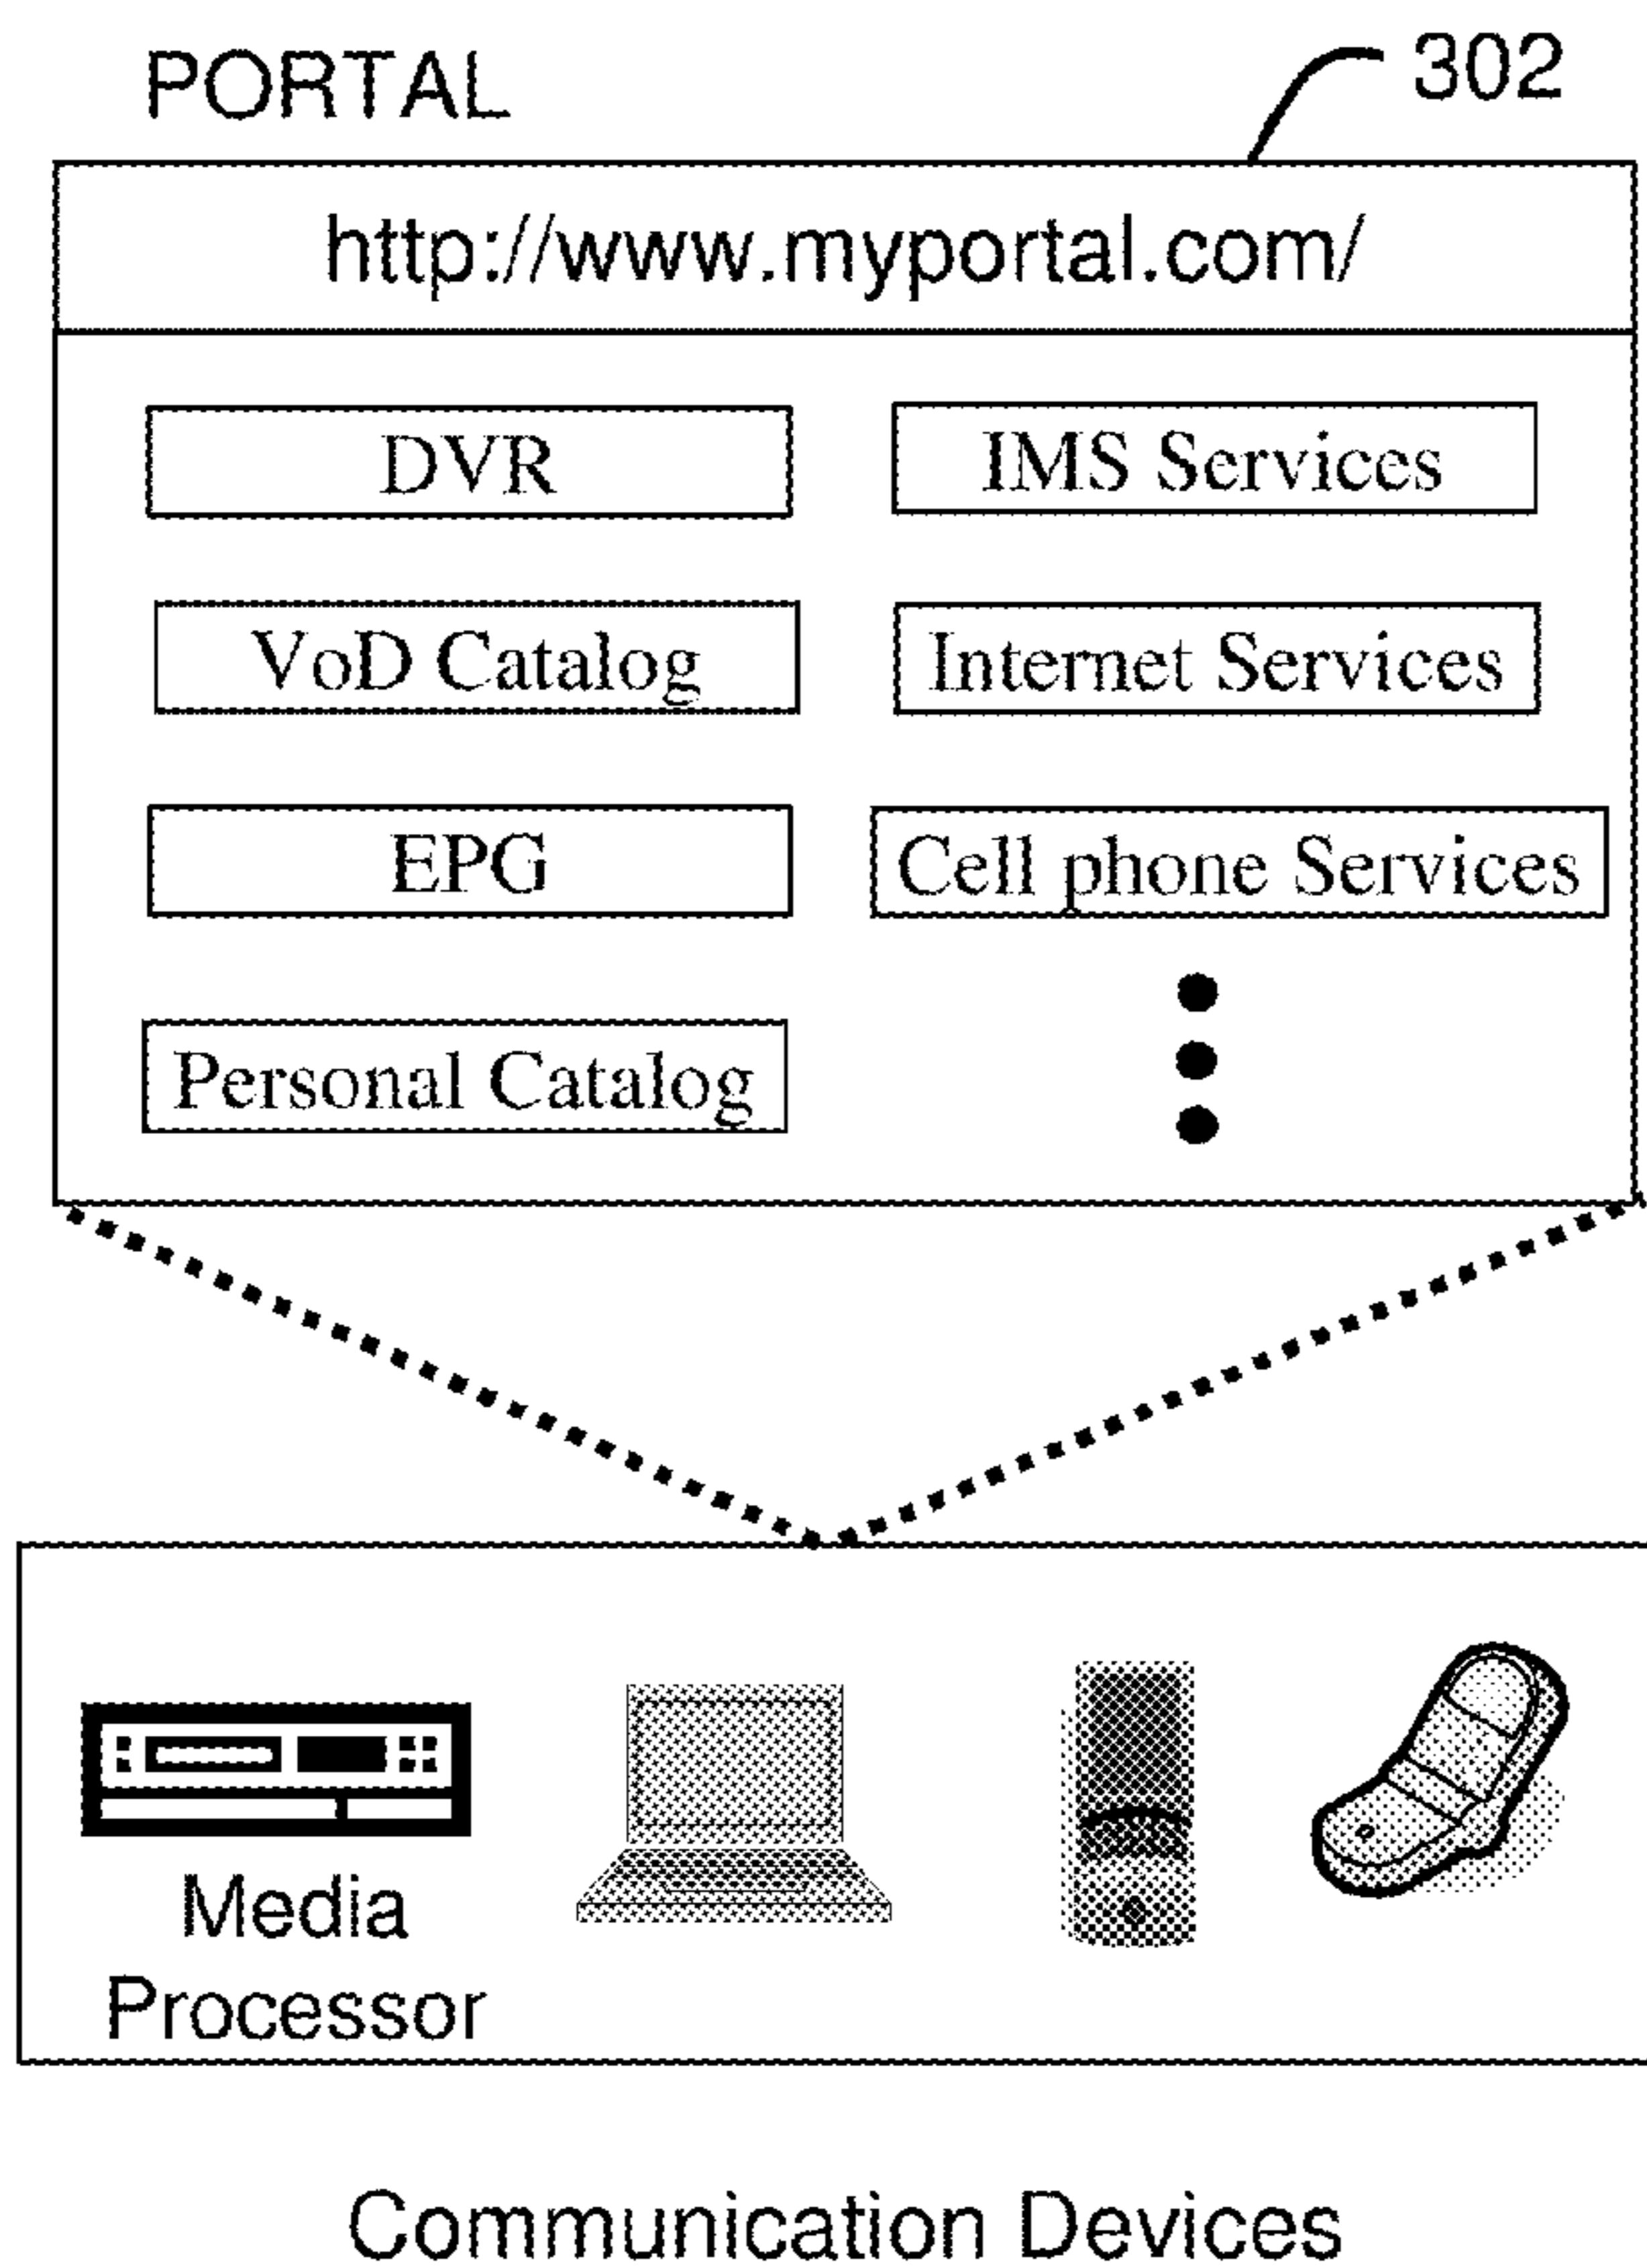 PORTAL
302
http://www.myportal.com/
DVR
IMS Services
VoD Catalog
Internet Services
EPG
Cell phone Services
Personal Catalog
Media
Processor
Communication Devices